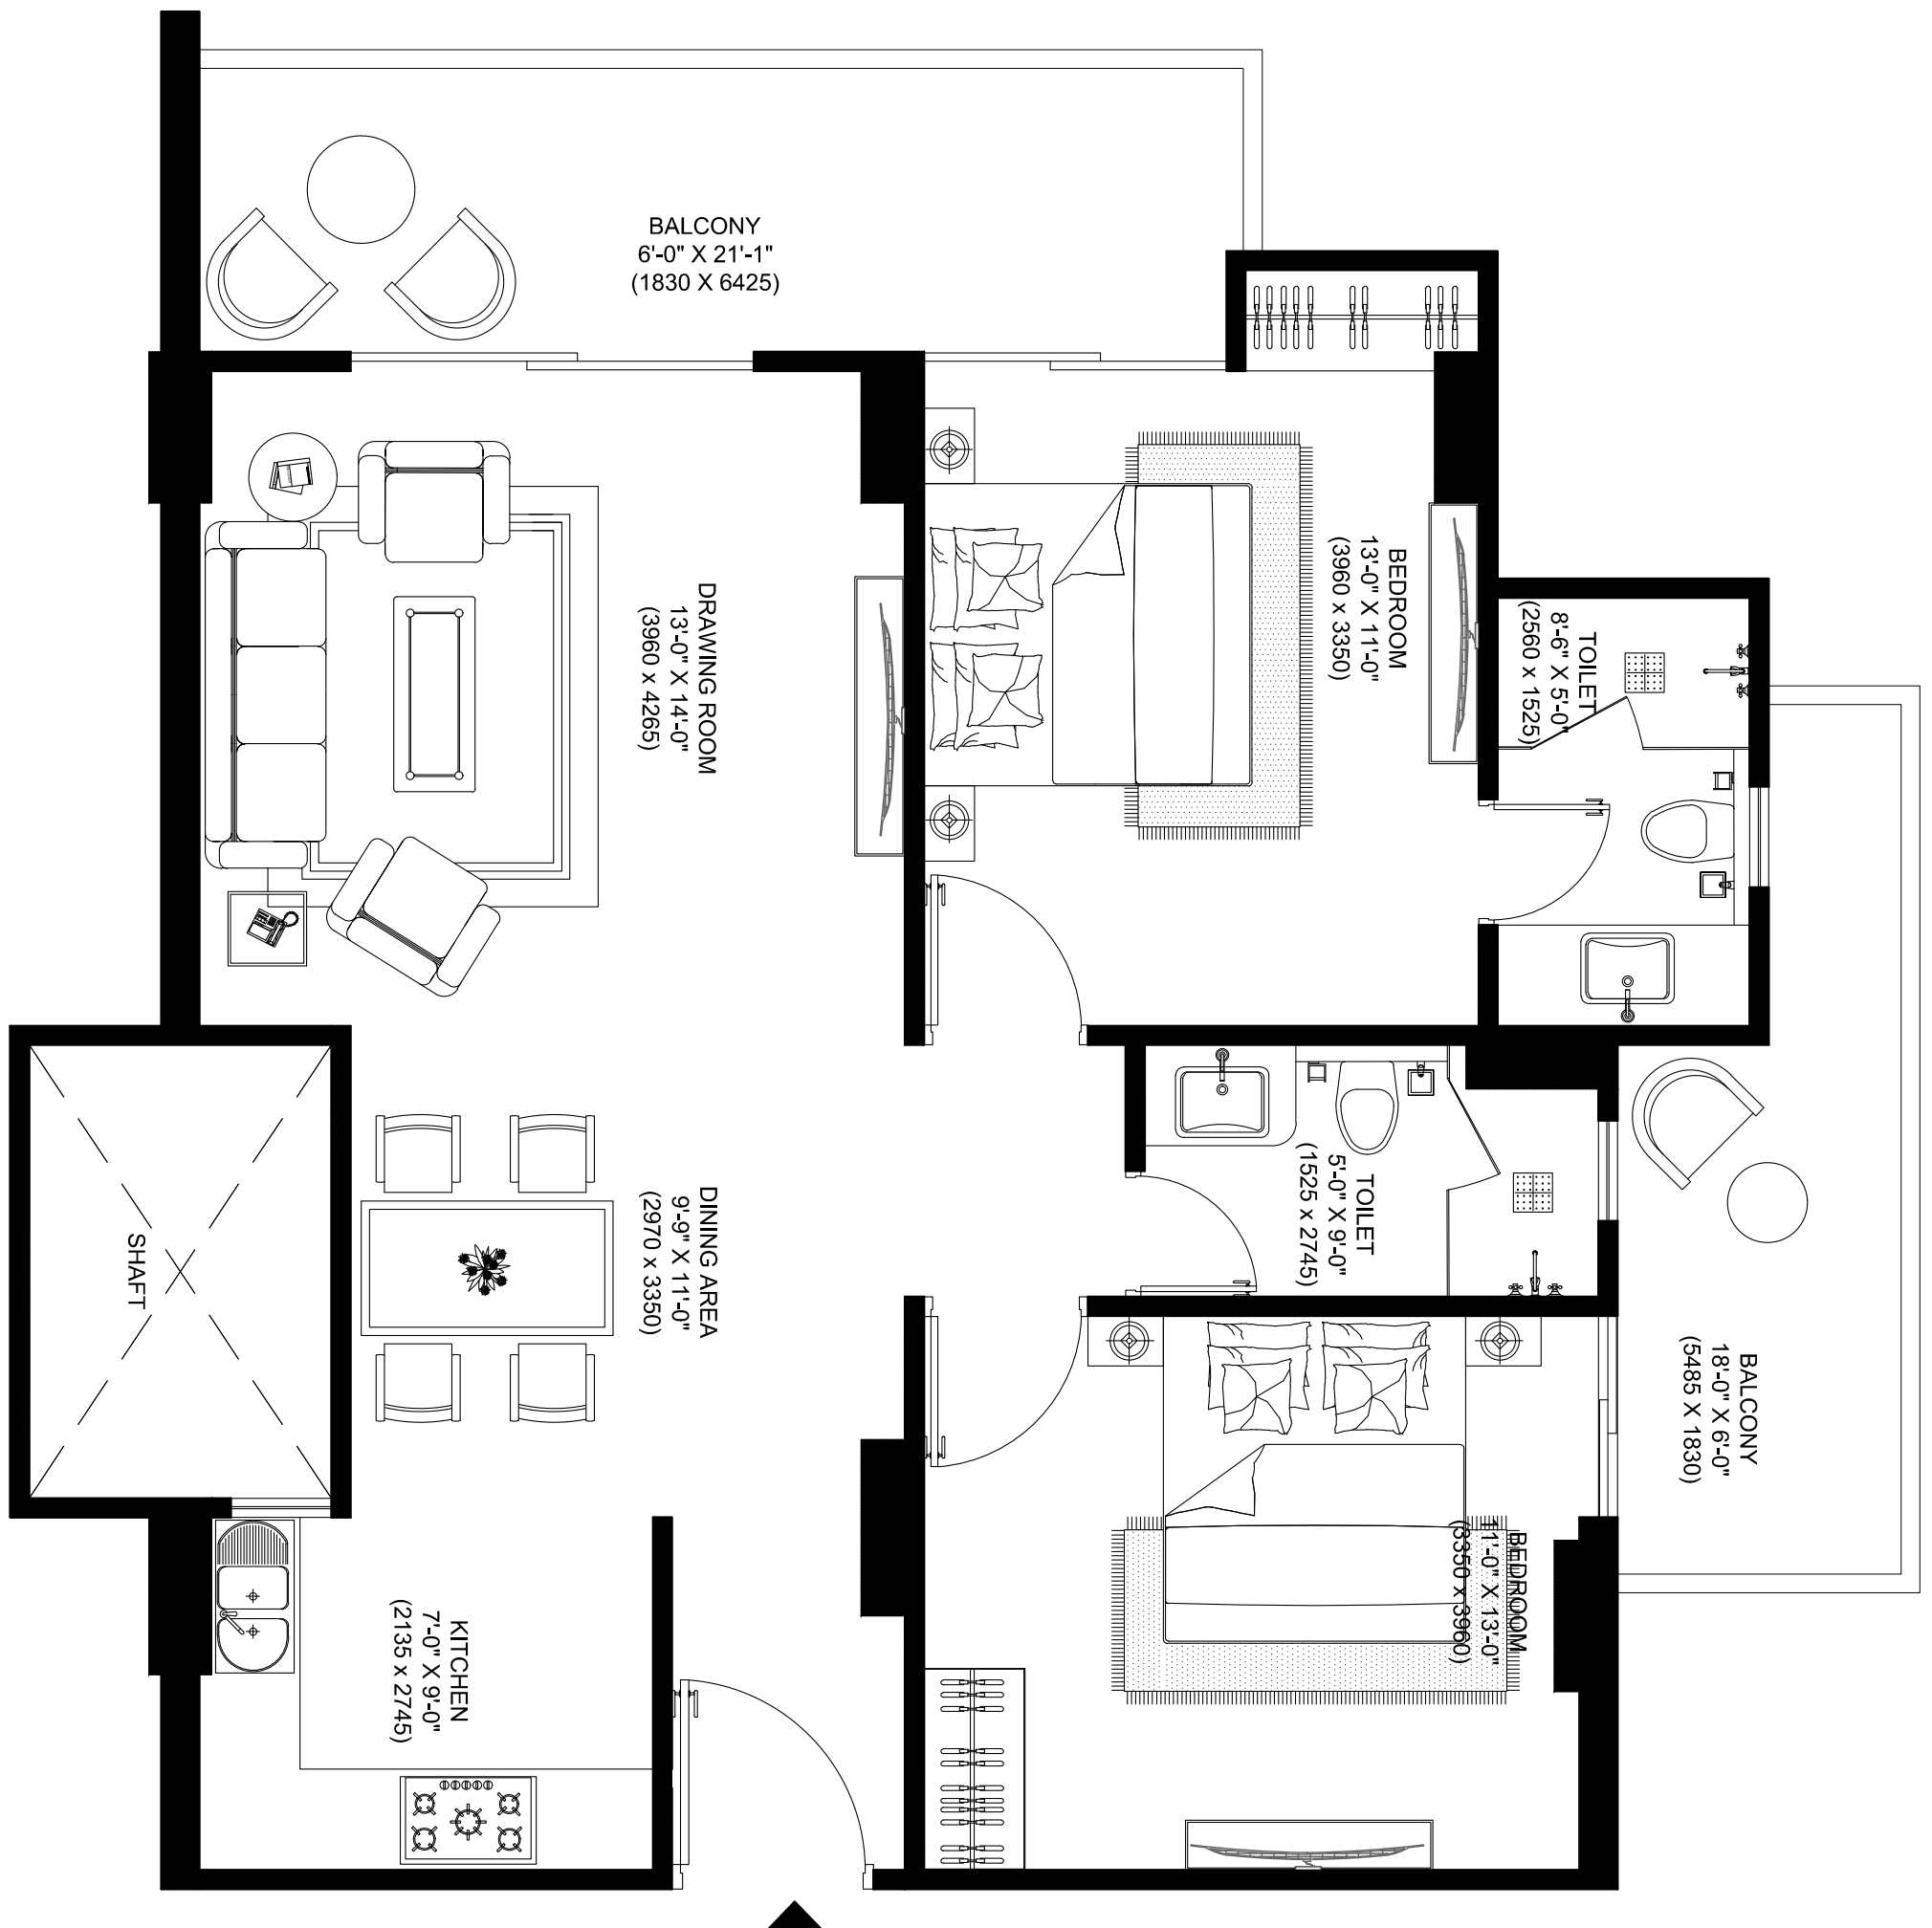 BALCONY
6'-0" X 21'-1"
(1830 X 6425)
BEDROOM
13'-0" X 11'-0"
(3960 x 3350)
TOILET
8'-6" X 5'-0"
(2560 x 1525)
DRAWING ROOM
13'-0" X 14'-0"
(3960 x 4265)
TOILET
5'-0" X 9'-0"
(1525 x 2745)
DINING AREA
9'-9" X 11'-0"
(2970 x 3350)
SHAFT
BALCONY
18'-0" X 6'-0"
(5485 X 1830)
BEDROOM
11'-0" X 13'-0"
(3350 x 3960)
KITCHEN
7'-0" X 9'-0"
(2135 x 2745)